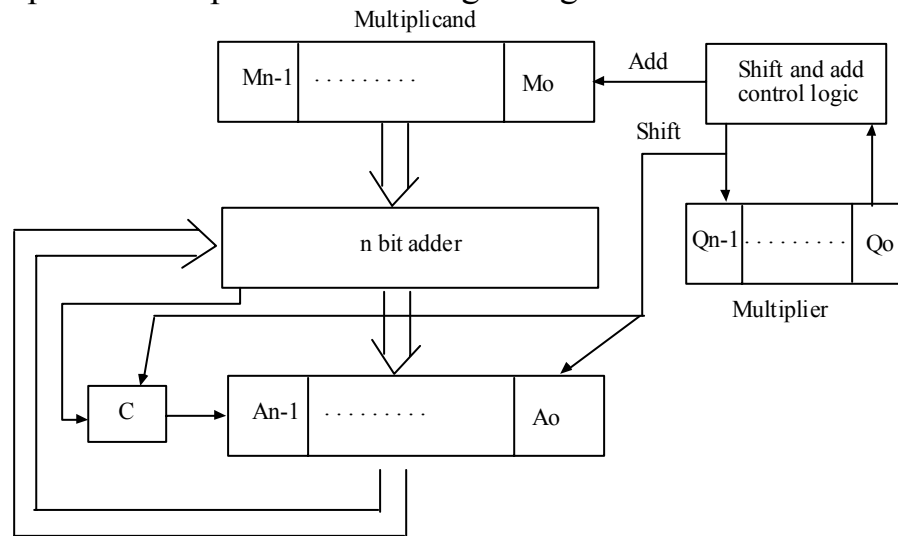 Multiplicand
Mn-1 ......... Mo
Add
Shift and add
control logic
Shift
n bit adder
Qn-1 ......... Qo
Multiplier
C
An-1 ......... Ao